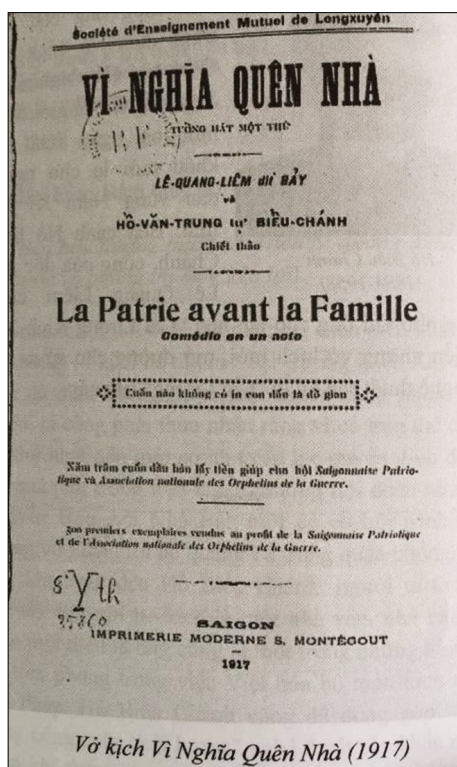 Société d'Enseignement Mutuel de Longxuyên
VÌ NGHĨA QUÊN NHÀ
TUỒNG HÁT MỘT THỨ
LÊ-QUANG-LIÊM dit BẢY
và
HỒ-VĂN-TRUNG tự BIỂU-CHÁNH
Chiết thảo
La Patrie avant la Famille
Comédie en un acte
Cuốn nào không có in con dấu là đồ gian
Năm trăm cuốn đầu bán lấy tiền giúp cho hội Saigonnaise Patrio-
tique và Association nationale des Orphelins de la Guerre.
500 premiers exemplaires vendus au profit de la Saigonnaise Patriotique
et de l'Association nationale des Orphelins de la Guerre.
8° Yth
SAIGON
IMPRIMERIE MODERNE S. MONTÉGOUT
1917
Vở kịch Vì Nghĩa Quên Nhà (1917)